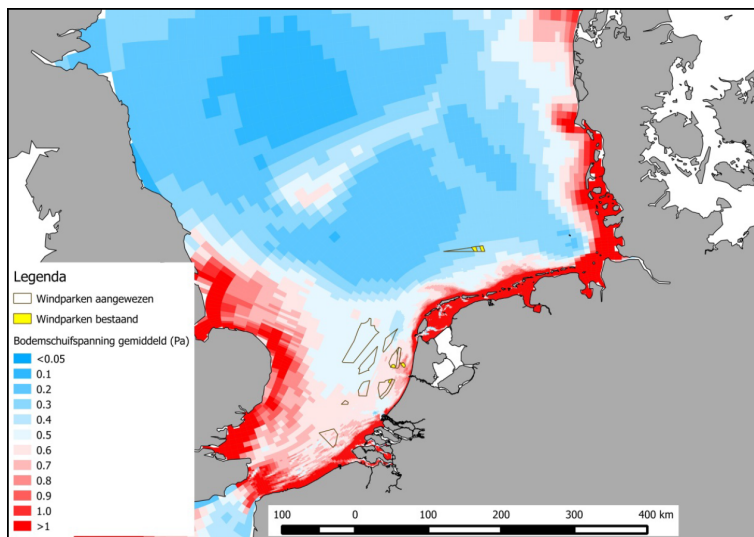 Legenda
Windparken aangewezen
Windparken bestaand
Bodemschuifspanning gemiddeld (Pa)
<0.05
0.1
0.2
0.3
0.4
0.5
0.6
0.7
0.8
0.9
1.0
>1
100 0 100 200 300 400 km